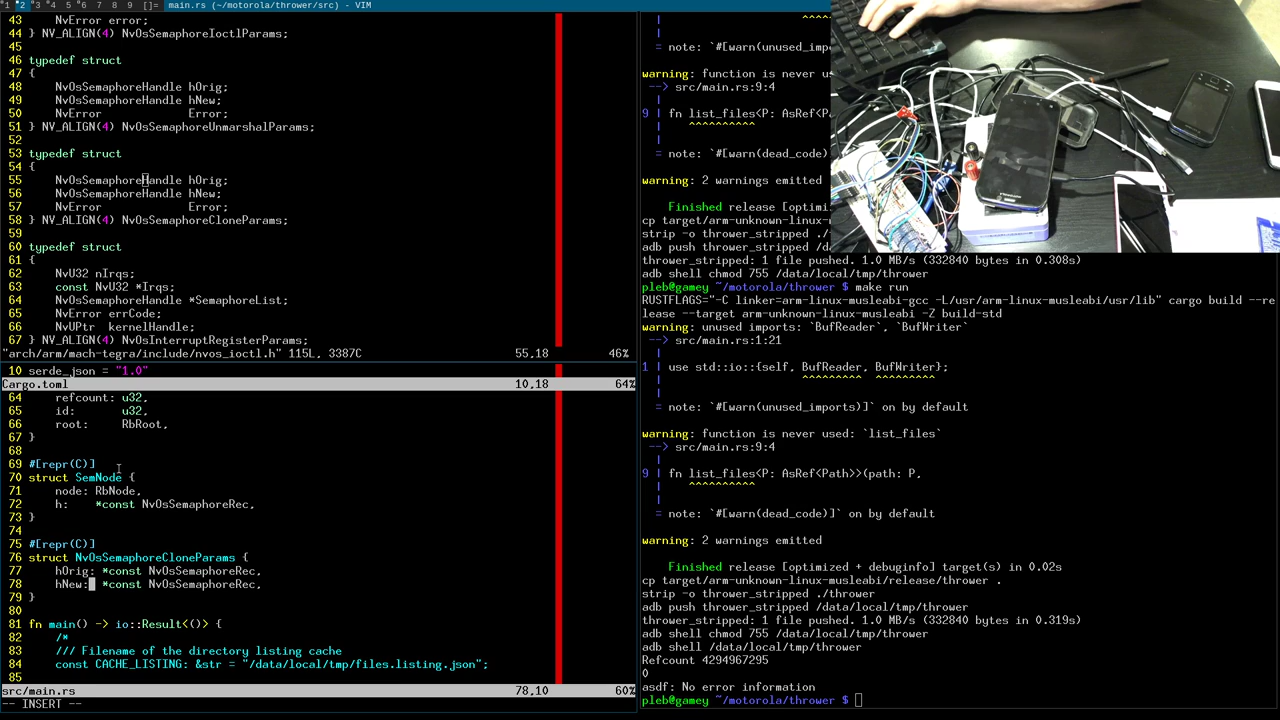 1 2 3 4 5 6 7 8 9 []= main.rs (~/motorola/thrower/src) - VIM
43 NvError error;
44 } NV_ALIGN(4) NvOsSemaphoreIoctlParams;
45
46 typedef struct
47 {
48 NvOsSemaphoreHandle hOrig;
49 NvOsSemaphoreHandle hNew;
50 NvError Error;
51 } NV_ALIGN(4) NvOsSemaphoreUnmarshalParams;
52
53 typedef struct
54 {
55 NvOsSemaphoreHandle hOrig;
56 NvOsSemaphoreHandle hNew;
57 NvError Error;
58 } NV_ALIGN(4) NvOsSemaphoreCloneParams;
59
60 typedef struct
61 {
62 NvU32 nIrqs;
63 const NvU32 *Irqs;
64 NvOsSemaphoreHandle *SemaphoreList;
65 NvError errCode;
66 NvUPtr kernelHandle;
67 } NV_ALIGN(4) NvOsInterruptRegisterParams;
"arch/arm/mach-tegra/include/nvos_ioctl.h" 115L, 3387C 55,18 46%
10 serde_json = "1.0"
Cargo.toml 10,18 64%
64 refcount: u32,
65 id: u32,
66 root: RbRoot,
67 }
68
69 #[repr(C)]
70 struct SemNode {
71 node: RbNode,
72 h: *const NvOsSemaphoreRec,
73 }
74
75 #[repr(C)]
76 struct NvOsSemaphoreCloneParams {
77 hOrig: *const NvOsSemaphoreRec,
78 hNew: *const NvOsSemaphoreRec,
79 }
80
81 fn main() -> io::Result<()> {
82 /*
83 /// Filename of the directory listing cache
84 const CACHE_LISTING: &str = "/data/local/tmp/files.listing.json";
85
src/main.rs 78,10 60%
-- INSERT --
| ^^^^
|
= note: `#[warn(unused_imports
warning: function is never us
--> src/main.rs:9:4
|
9 | fn list_files<P: AsRef<Pat
| ^^^^^^^^^^
|
= note: `#[warn(dead_code)
warning: 2 warnings emitted
Finished release [optimiz
cp target/arm-unknown-linux-m
strip -o thrower_stripped ./t
adb push thrower_stripped /da
thrower_stripped: 1 file pushed. 1.0 MB/s (332840 bytes in 0.308s)
adb shell chmod 755 /data/local/tmp/thrower
pleb@gamey ~/motorola/thrower $ make run
RUSTFLAGS="-C linker=arm-linux-musleabi-gcc -L/usr/arm-linux-musleabi/usr/lib" cargo build --re
lease --target arm-unknown-linux-musleabi -Z build-std
warning: unused imports: `BufReader`, `BufWriter`
--> src/main.rs:1:21
|
1 | use std::io::{self, BufReader, BufWriter};
| ^^^^^^^^^ ^^^^^^^^^
|
= note: `#[warn(unused_imports)]` on by default
warning: function is never used: `list_files`
--> src/main.rs:9:4
|
9 | fn list_files<P: AsRef<Path>>(path: P,
| ^^^^^^^^^^
|
= note: `#[warn(dead_code)]` on by default
warning: 2 warnings emitted
Finished release [optimized + debuginfo] target(s) in 0.02s
cp target/arm-unknown-linux-musleabi/release/thrower .
strip -o thrower_stripped ./thrower
adb push thrower_stripped /data/local/tmp/thrower
thrower_stripped: 1 file pushed. 1.0 MB/s (332840 bytes in 0.319s)
adb shell chmod 755 /data/local/tmp/thrower
adb shell /data/local/tmp/thrower
Refcount 4294967295
0
asdf: No error information
pleb@gamey ~/motorola/thrower $